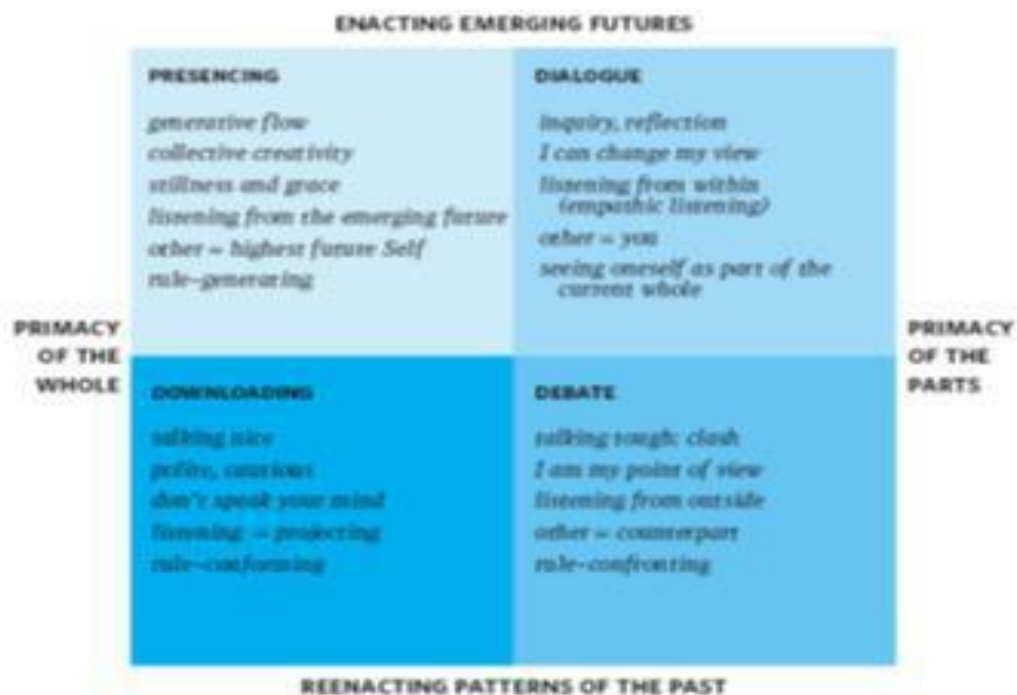 ENACTING EMERGING FUTURES
PRESENCING
generative flow
collective creativity
stillness and grace
listening from the emerging future
other = highest future Self
rule-generating
DIALOGUE
inquiry, reflection
I can change my view
listening from within
(empathic listening)
other = you
seeing oneself as part of the
current whole
PRIMACY
OF THE
WHOLE
PRIMACY
OF THE
PARTS
DOWNLOADING
talking nice
polite, cautious
don't speak your mind
listening = projecting
rule-conforming
DEBATE
talking tough: clash
I am my point of view
listening from outside
other = counterpart
rule-confronting
REENACTING PATTERNS OF THE PAST